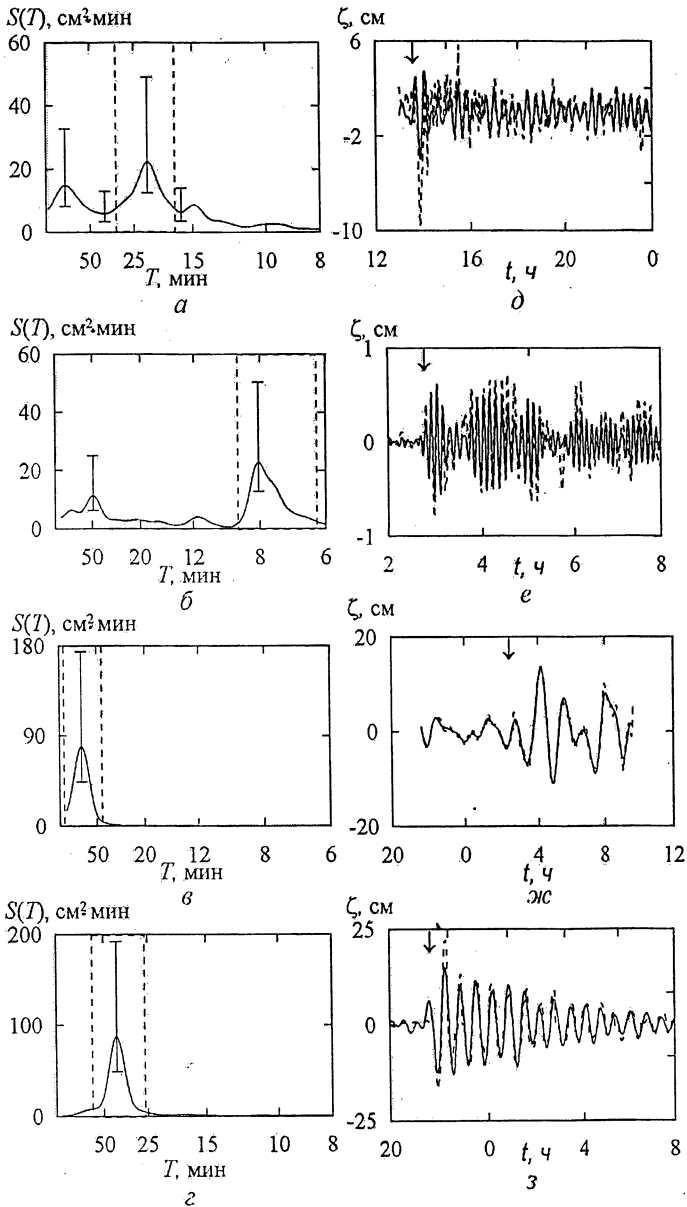 S(T), см²·мин
60
40
20
0
50 25 15 10 8
T, мин
а
ζ, см
6
-2
-10
12 16 20 0
t, ч
д
S(T), см²·мин
60
40
20
0
50 20 12 8 6
T, мин
б
ζ, см
1
0
-1
2 4 6 8
t, ч
е
S(T), см²·мин
180
90
0
50 20 12 8 6
T, мин
в
ζ, см
20
0
-20
20 0 4 8 12
t, ч
ж
S(T), см²·мин
200
100
0
50 25 15 10 8
T, мин
г
ζ, см
25
0
-25
20 0 4 8
t, ч
з